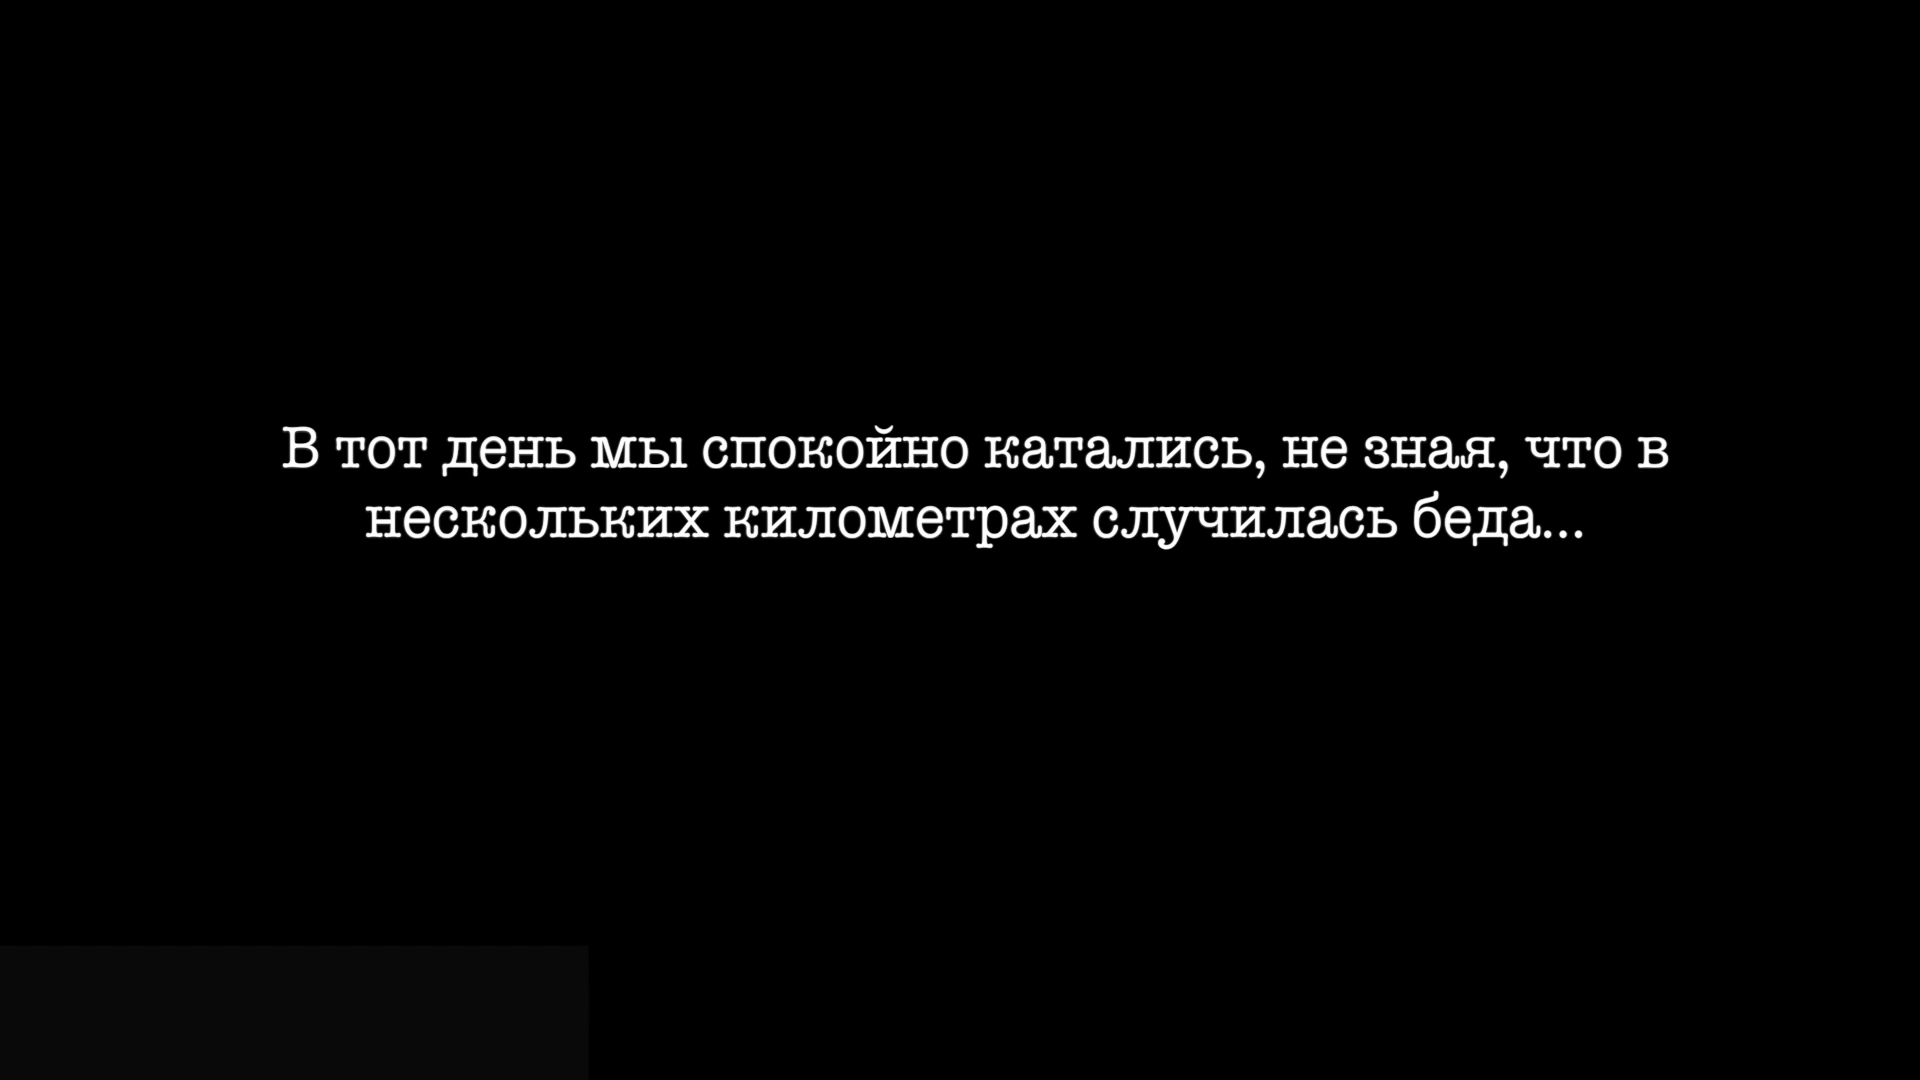 В тот день мы спокойно катались, не зная, что в
нескольких километрах случилась беда...